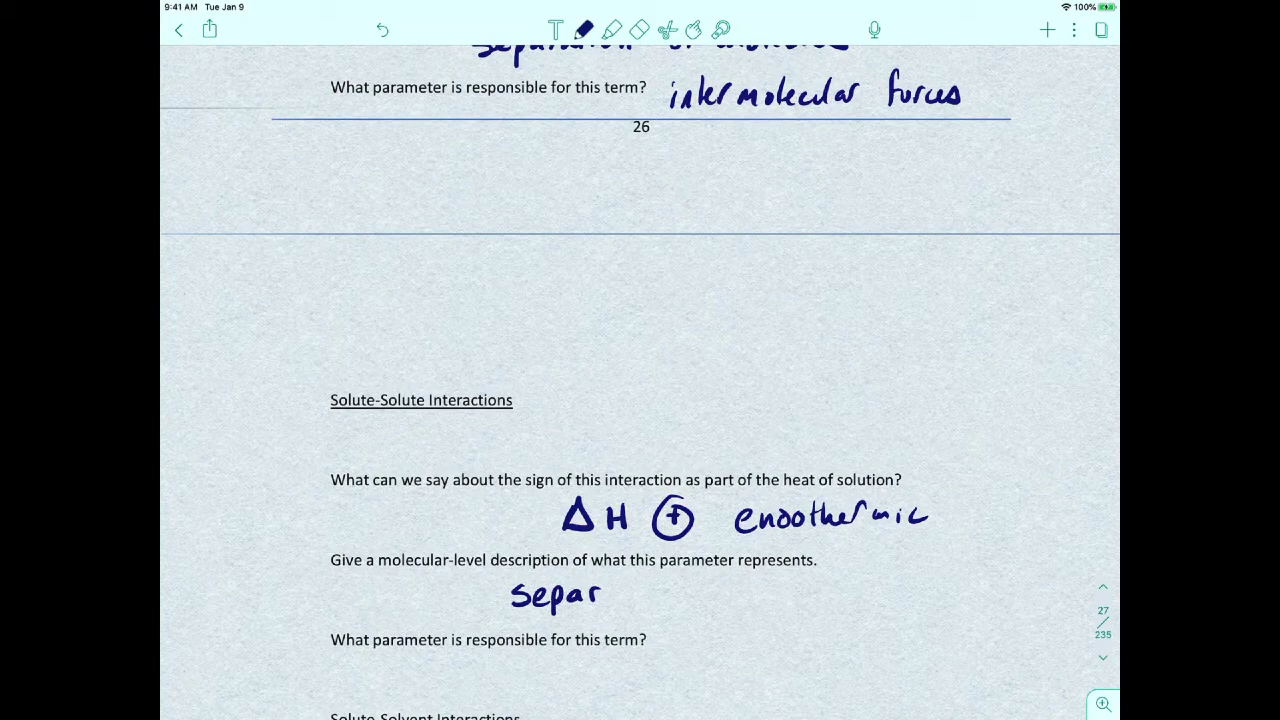 9:41 AM Tue Jan 9
100%
What parameter is responsible for this term? intermolecular forces
26
Solute-Solute Interactions
What can we say about the sign of this interaction as part of the heat of solution?
ΔH ⊕ endothermic
Give a molecular-level description of what this parameter represents.
separ
What parameter is responsible for this term?
27
/
235
Solute-Solvent Interactions